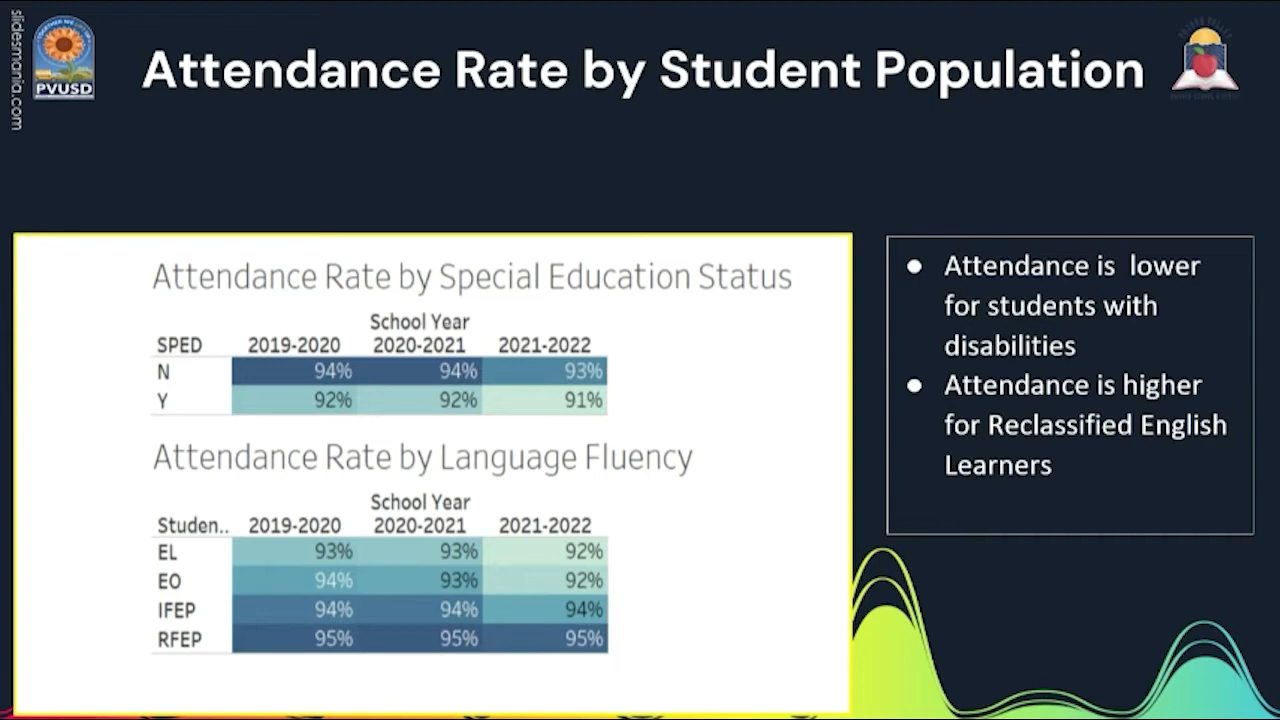 slidesmania.com
PVUSD
Attendance Rate by Student Population
Attendance Rate by Special Education Status
School Year
SPED 2019-2020 2020-2021 2021-2022
N 94% 94% 93%
Y 92% 92% 91%
Attendance Rate by Language Fluency
School Year
Studen.. 2019-2020 2020-2021 2021-2022
EL 93% 93% 92%
EO 94% 93% 92%
IFEP 94% 94% 94%
RFEP 95% 95% 95%
● Attendance is lower
for students with
disabilities
● Attendance is higher
for Reclassified English
Learners